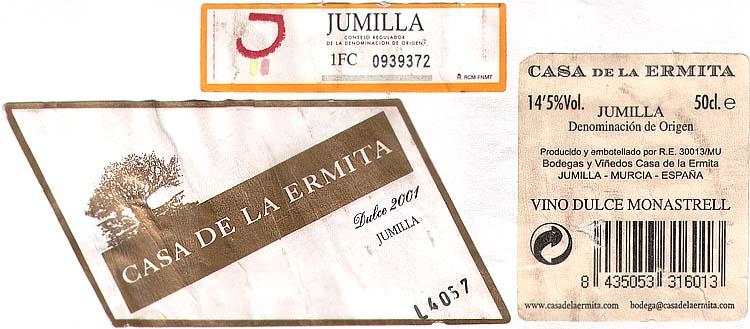 JUMILLA
CONSEJO REGULADOR
DE LA DENOMINACION DE ORIGEN
1FC 0939372
RCM-FNMT
CASA DE LA ERMITA
Dulce 2001
JUMILLA
L4057
CASA DE LA ERMITA
14'5%Vol. 50cl. e
JUMILLA
Denominación de Origen
Producido y embotellado por R.E. 30013/MU
Bodegas y Viñedos Casa de la Ermita
JUMILLA - MURCIA - ESPAÑA
VINO DULCE MONASTRELL
8 435053 316013
www.casadelaermita.com bodega@casadelaermita.com